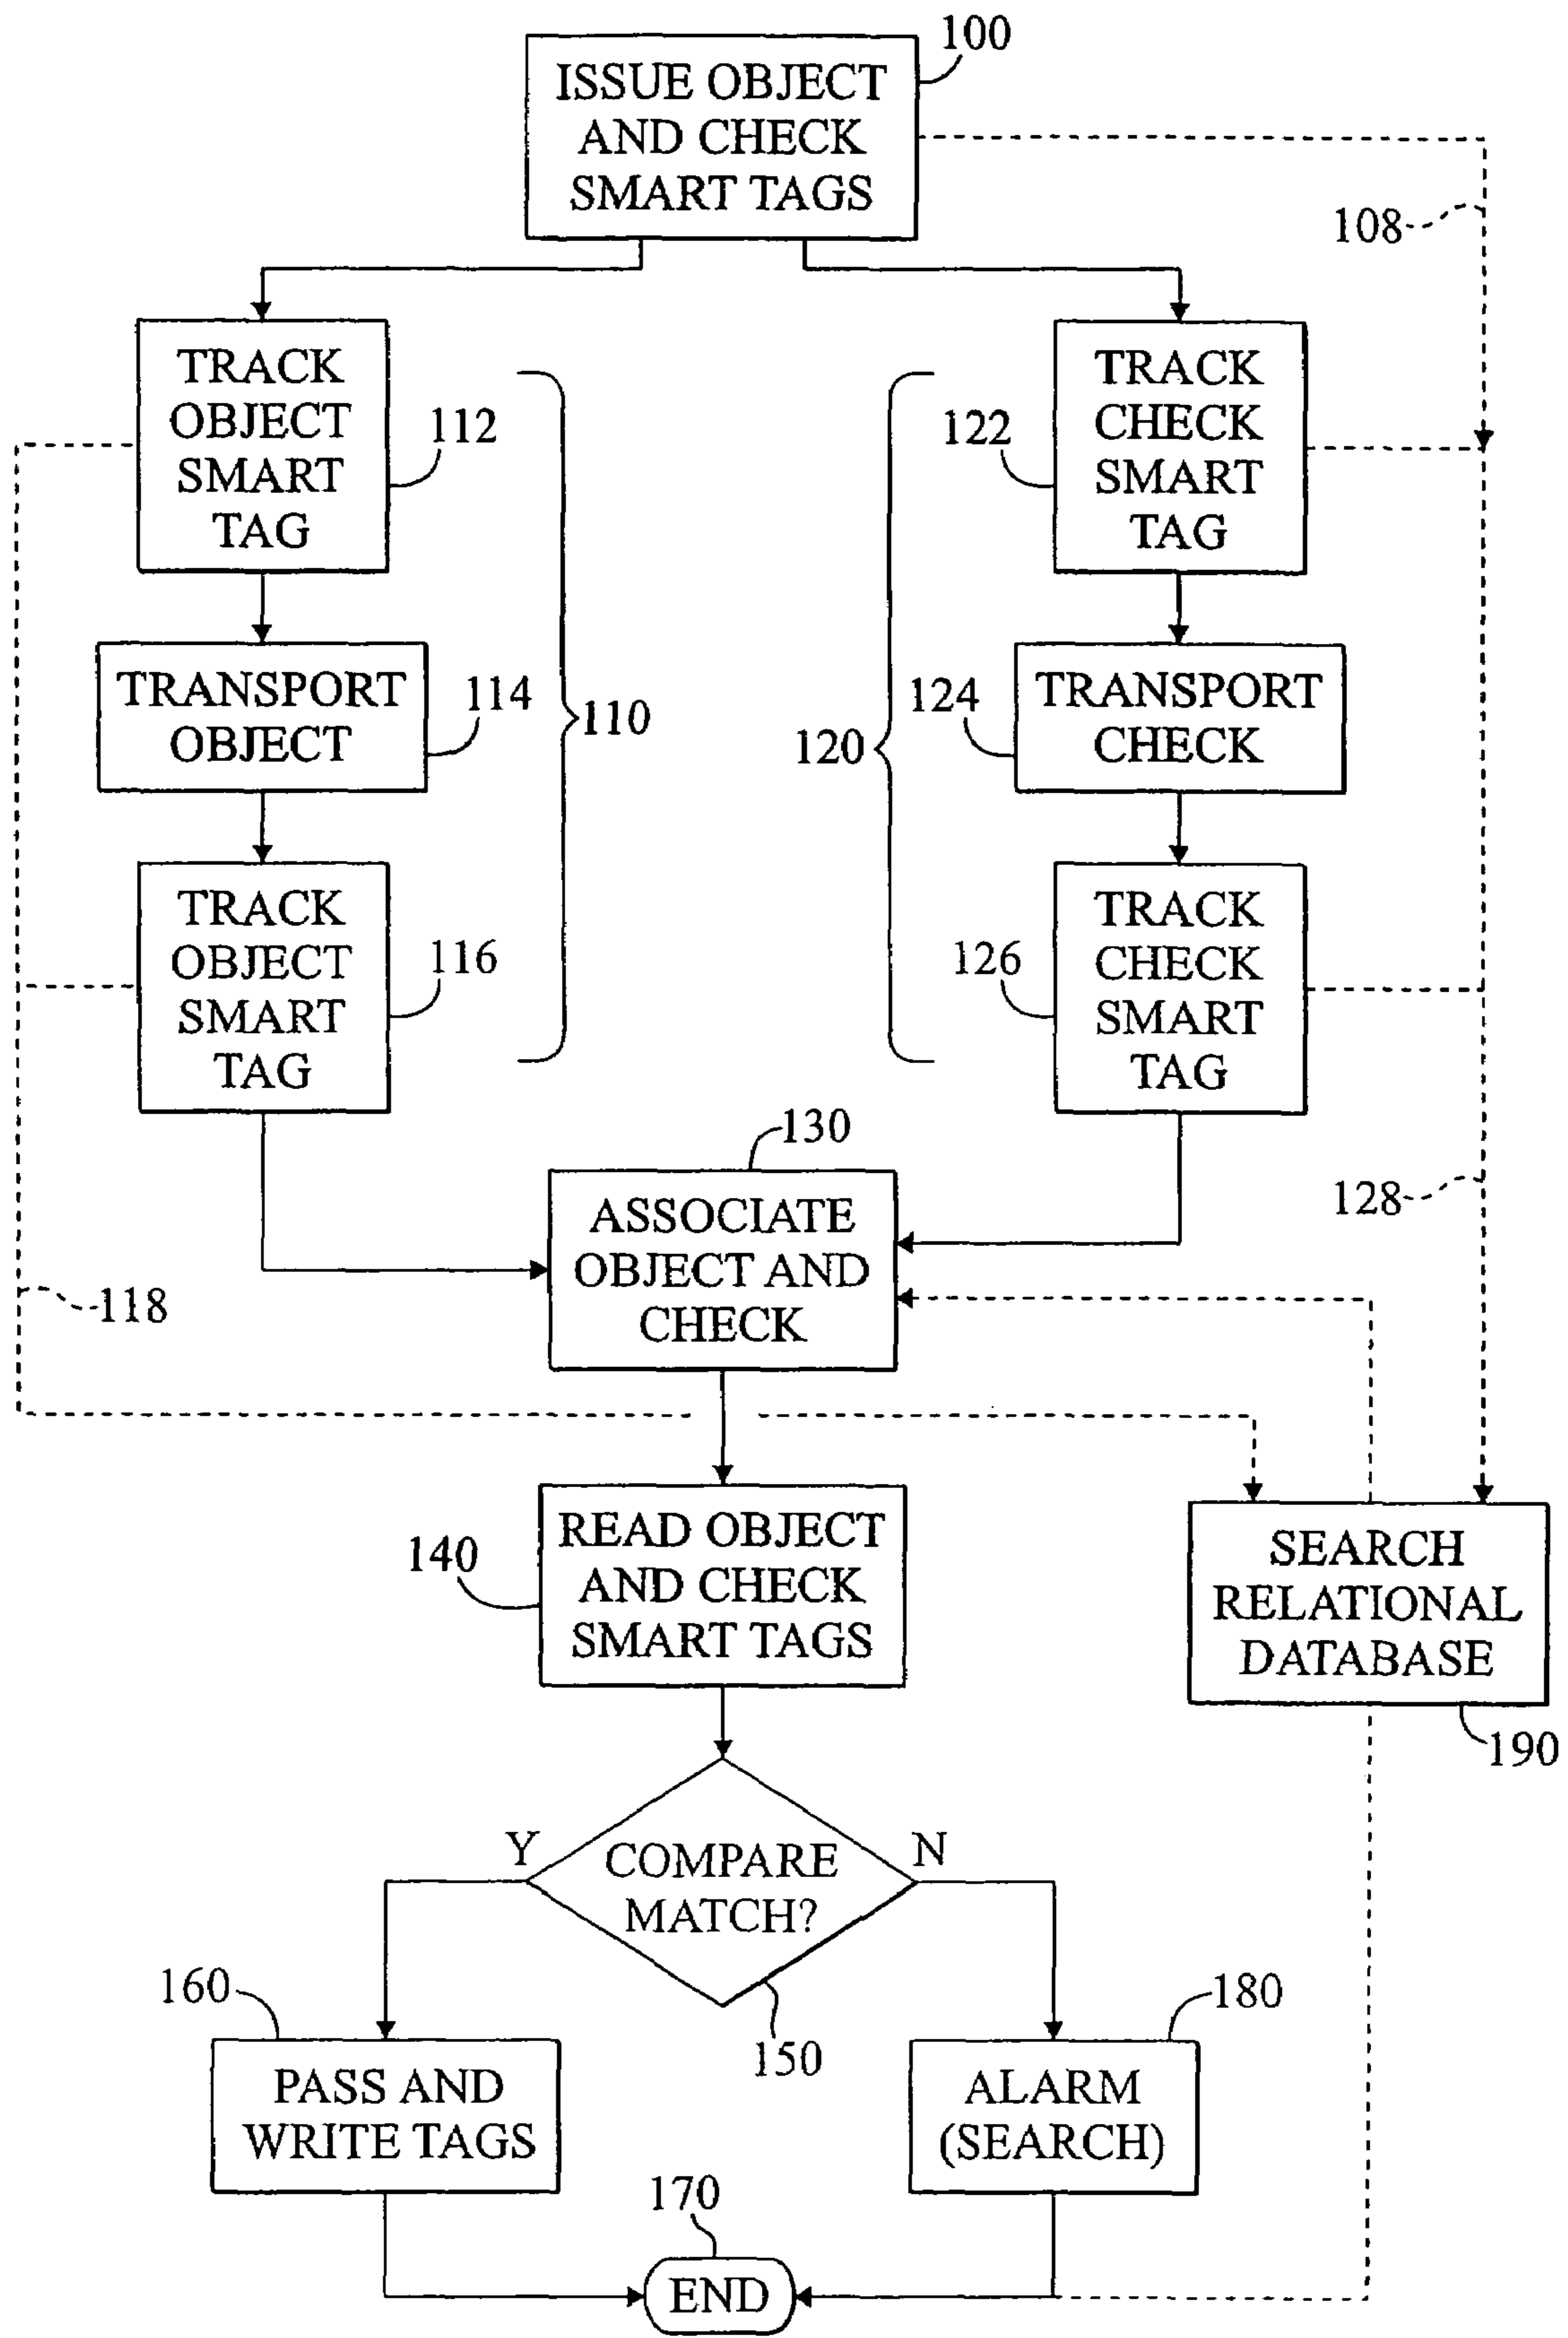 100
ISSUE OBJECT
AND CHECK
SMART TAGS
108
TRACK
OBJECT
SMART
TAG
112
TRACK
CHECK
SMART
TAG
122
TRANSPORT
OBJECT
114
110
TRANSPORT
CHECK
124
120
TRACK
OBJECT
SMART
TAG
116
TRACK
CHECK
SMART
TAG
126
130
ASSOCIATE
OBJECT AND
CHECK
128
118
READ OBJECT
AND CHECK
SMART TAGS
140
SEARCH
RELATIONAL
DATABASE
190
Y
COMPARE
MATCH?
N
150
160
PASS AND
WRITE TAGS
180
ALARM
(SEARCH)
170
END